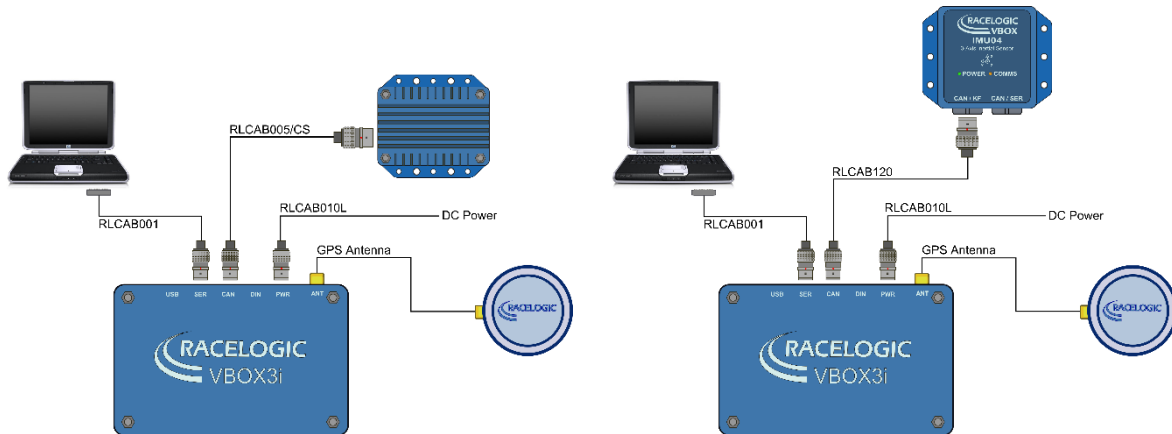 RLCAB005/CS
RLCAB001
RLCAB010L
DC Power
GPS Antenna
USB SER CAN DIN PWR ANT
RACELOGIC
VBOX3i
RACELOGIC
RACELOGIC
VBOX
IMU04
POWER COMMS
CAN / KF CAN / SER
RLCAB120
RLCAB001
RLCAB010L
DC Power
GPS Antenna
USB SER CAN DIN PWR ANT
RACELOGIC
VBOX3i
RACELOGIC